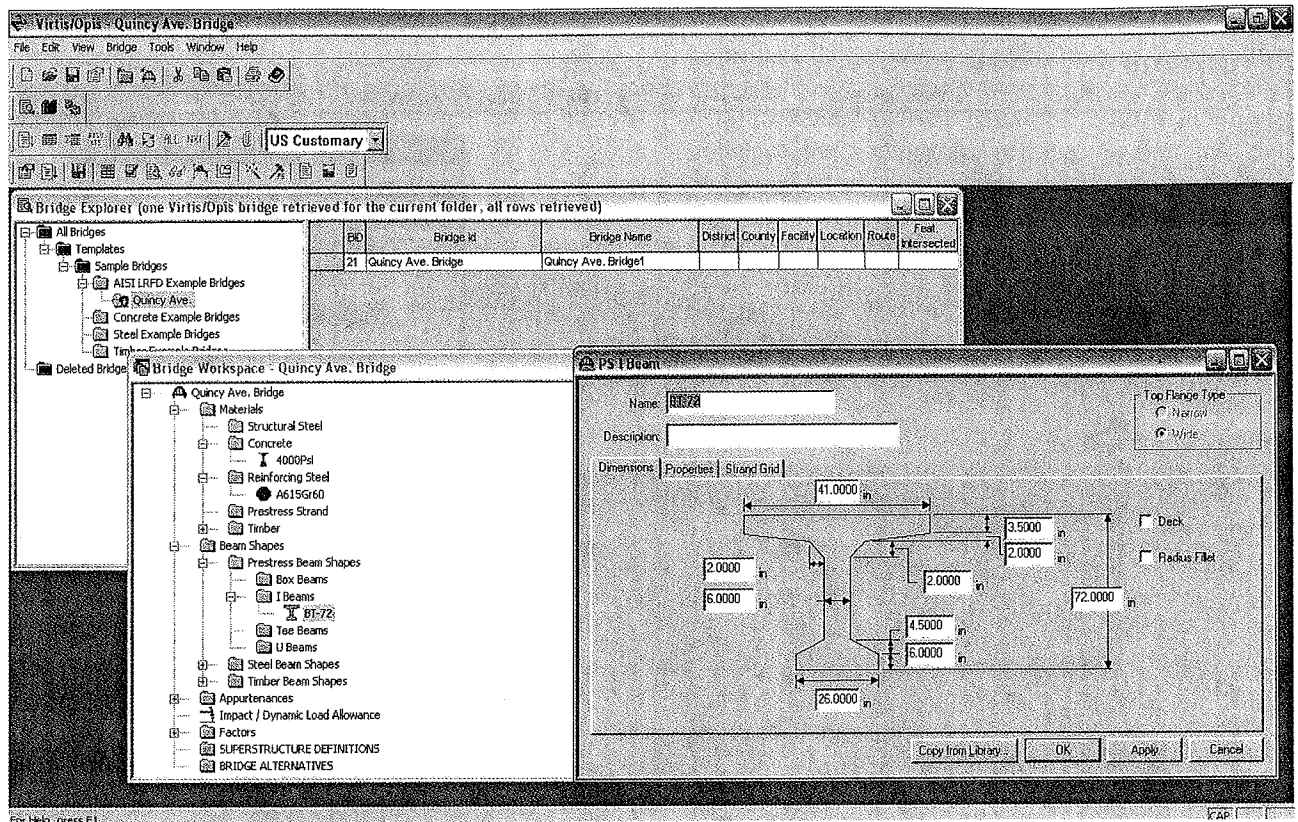 Virtis/Opis - Quincy Ave. Bridge
File Edit View Bridge Tools Window Help
US Customary
Bridge Explorer (one Virtis/Opis bridge retrieved for the current folder, all rows retrieved)
All Bridges
Templates
Sample Bridges
AISI LRFD Example Bridges
Quincy Ave.
Concrete Example Bridges
Steel Example Bridges
Deleted Bridge
BID Bridge Id Bridge Name District County Facility Location Route Feat. Intersected
21 Quincy Ave. Bridge Quincy Ave. Bridge1
Bridge Workspace - Quincy Ave. Bridge
Quincy Ave. Bridge
Materials
Structural Steel
Concrete
4000Psi
Reinforcing Steel
A615Gr60
Prestress Strand
Timber
Beam Shapes
Prestress Beam Shapes
Box Beams
I Beams
BT-72
Tee Beams
U Beams
Steel Beam Shapes
Timber Beam Shapes
Appurtenances
Impact / Dynamic Load Allowance
Factors
SUPERSTRUCTURE DEFINITIONS
BRIDGE ALTERNATIVES
PS I Beam
Name: BT-72
Description:
Top Flange Type
Narrow
Wide
Dimensions Properties Strand Grid
41.0000 in
3.5000 in
2.0000 in
2.0000 in
2.0000 in
6.0000 in
72.0000 in
4.5000 in
6.0000 in
26.0000 in
Deck
Radius Fillet
Copy from Library... OK Apply Cancel
For Help, press F1
CAP